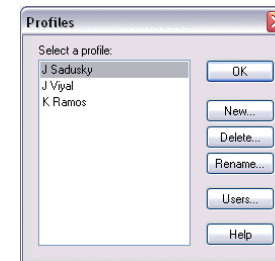 Profiles
Select a profile:
J Sadusky
J Viyal
K Ramos
OK
New...
Delete...
Rename...
Users...
Help